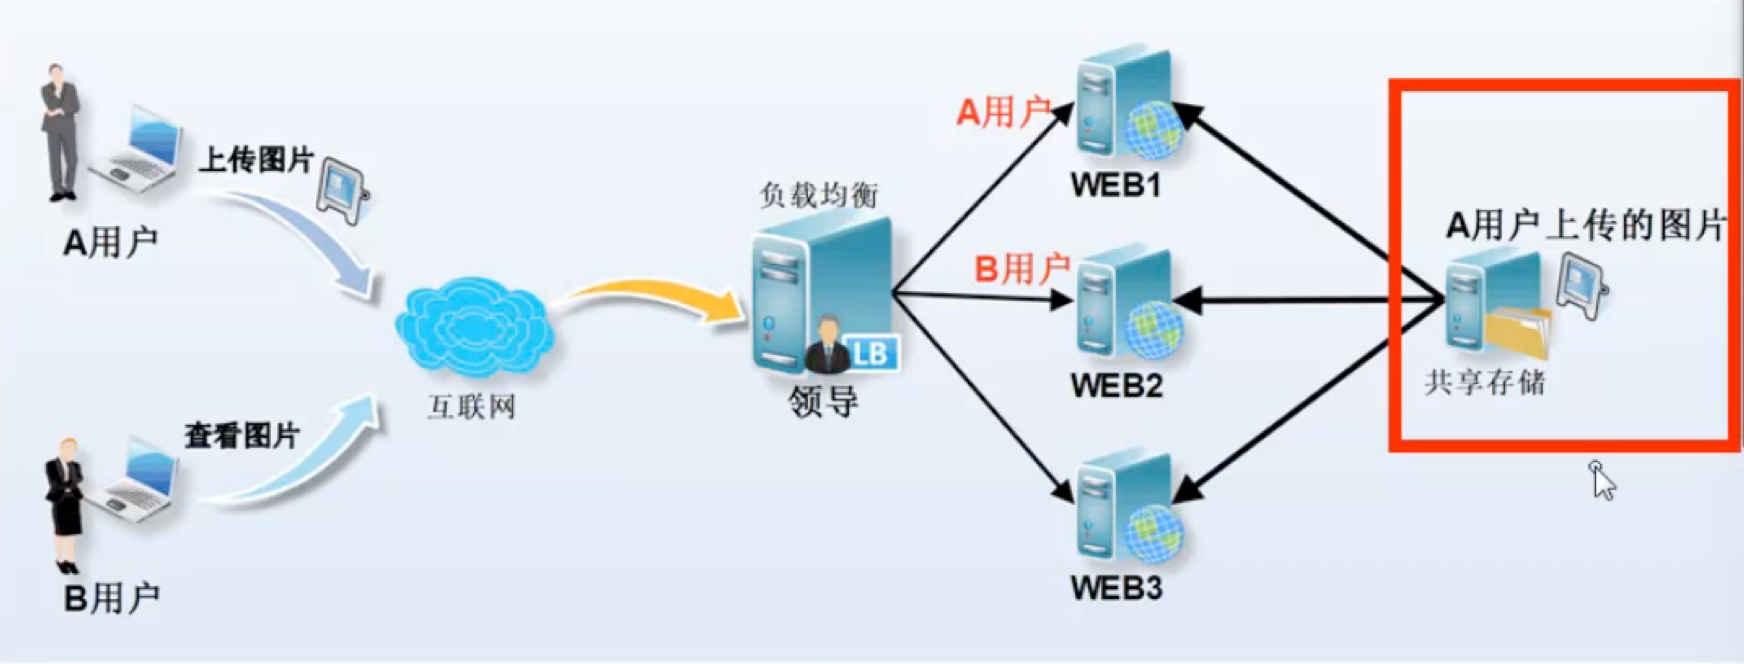 上传图片
A用户
查看图片
B用户
互联网
负载均衡
LB
领导
A用户
WEB1
B用户
WEB2
WEB3
A用户上传的图片
共享存储